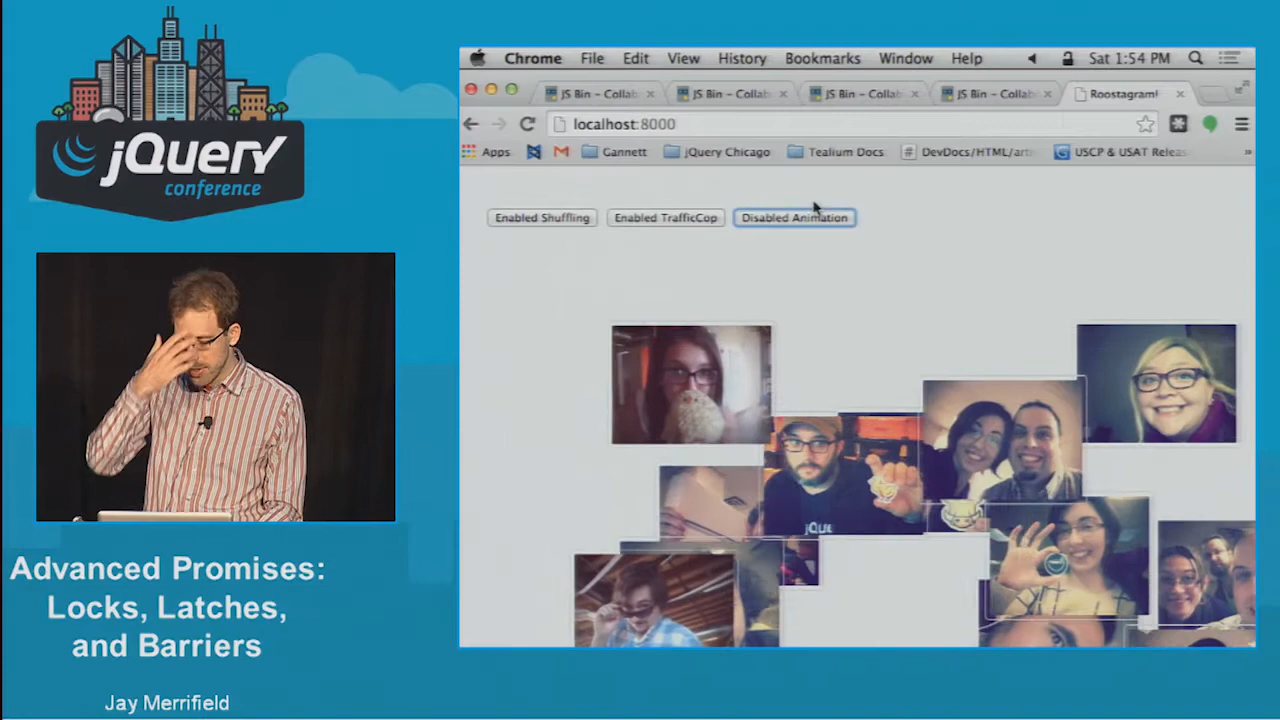 jQuery
conference
Advanced Promises:
Locks, Latches,
and Barriers
Jay Merrifield
Chrome File Edit View History Bookmarks Window Help Sat 1:54 PM
JS Bin - Collab JS Bin - Collab JS Bin - Collab JS Bin - Collab Roostagram!
localhost:8000
Apps Gannett jQuery Chicago Tealium Docs DevDocs/HTML/arti USCP & USAT Releas »
Enabled Shuffling Enabled TrafficCop Disabled Animation
jQUE